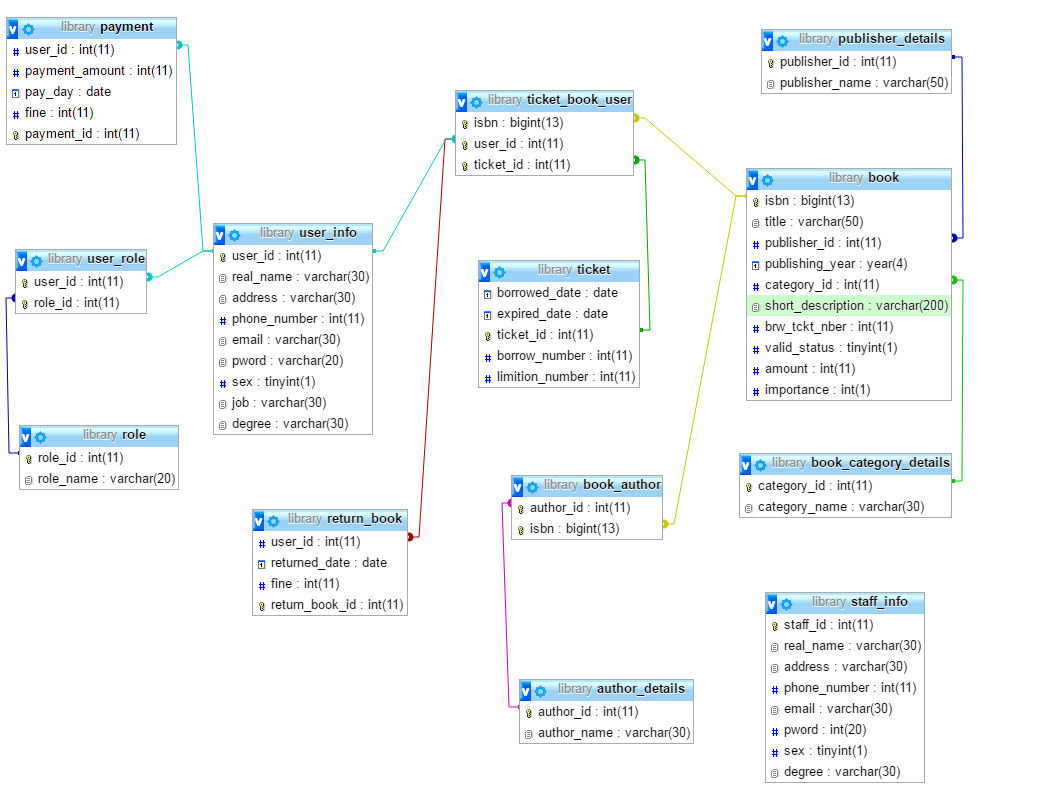 library payment
user_id : int(11)
payment_amount : int(11)
pay_day : date
fine : int(11)
payment_id : int(11)
library publisher_details
publisher_id : int(11)
publisher_name : varchar(50)
library ticket_book_user
isbn : bigint(13)
user_id : int(11)
ticket_id : int(11)
library book
isbn : bigint(13)
title : varchar(50)
publisher_id : int(11)
publishing_year : year(4)
category_id : int(11)
short_description : varchar(200)
brw_tckt_nber : int(11)
valid_status : tinyint(1)
amount : int(11)
importance : int(1)
library user_info
user_id : int(11)
real_name : varchar(30)
address : varchar(30)
phone_number : int(11)
email : varchar(30)
pword : varchar(20)
sex : tinyint(1)
job : varchar(30)
degree : varchar(30)
library user_role
user_id : int(11)
role_id : int(11)
library ticket
borrowed_date : date
expired_date : date
ticket_id : int(11)
borrow_number : int(11)
limition_number : int(11)
library role
role_id : int(11)
role_name : varchar(20)
library book_category_details
category_id : int(11)
category_name : varchar(30)
library book_author
author_id : int(11)
isbn : bigint(13)
library return_book
user_id : int(11)
returned_date : date
fine : int(11)
return_book_id : int(11)
library staff_info
staff_id : int(11)
real_name : varchar(30)
address : varchar(30)
phone_number : int(11)
email : varchar(30)
pword : int(20)
sex : tinyint(1)
degree : varchar(30)
library author_details
author_id : int(11)
author_name : varchar(30)